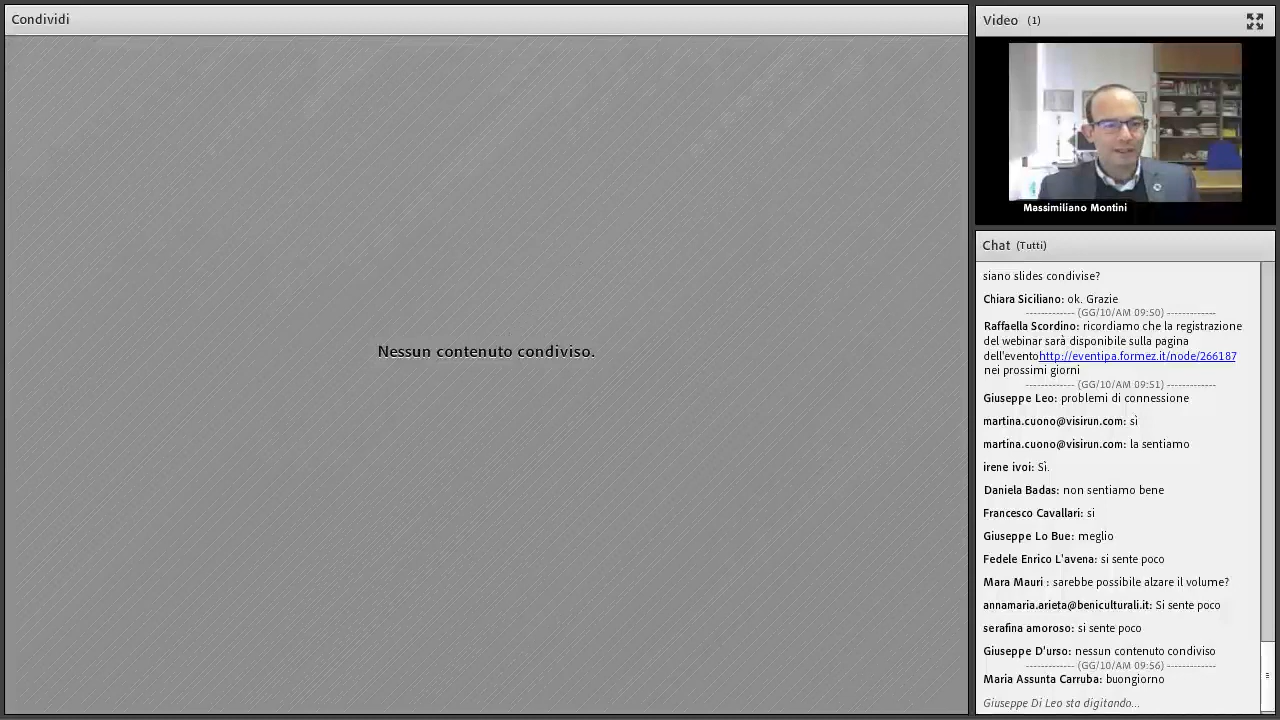 Condividi
Nessun contenuto condiviso.
Video (1)
Massimiliano Montini
Chat (Tutti)
siano slides condivise?
Chiara Siciliano: ok. Grazie
------------- (GG/10/AM 09:50) -------------
Raffaella Scordino: ricordiamo che la registrazione
del webinar sarà disponibile sulla pagina
dell'eventohttp://eventipa.formez.it/node/266187
nei prossimi giorni
------------- (GG/10/AM 09:51) -------------
Giuseppe Leo: problemi di connessione
martina.cuono@visirun.com: sì
martina.cuono@visirun.com: la sentiamo
irene ivoi: Sì.
Daniela Badas: non sentiamo bene
Francesco Cavallari: si
Giuseppe Lo Bue: meglio
Fedele Enrico L'avena: si sente poco
Mara Mauri : sarebbe possibile alzare il volume?
annamaria.arieta@beniculturali.it: Si sente poco
serafina amoroso: si sente poco
Giuseppe D'urso: nessun contenuto condiviso
------------- (GG/10/AM 09:56) -------------
Maria Assunta Carruba: buongiorno
Giuseppe Di Leo sta digitando...